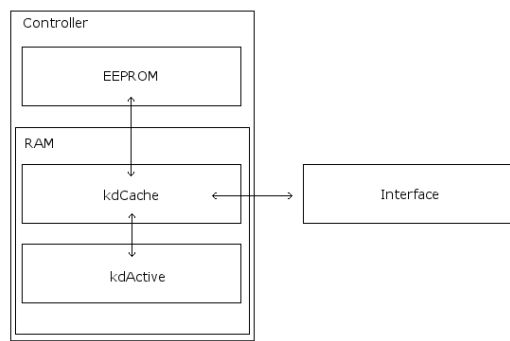 Controller
EEPROM
RAM
kdCache
Interface
kdActive